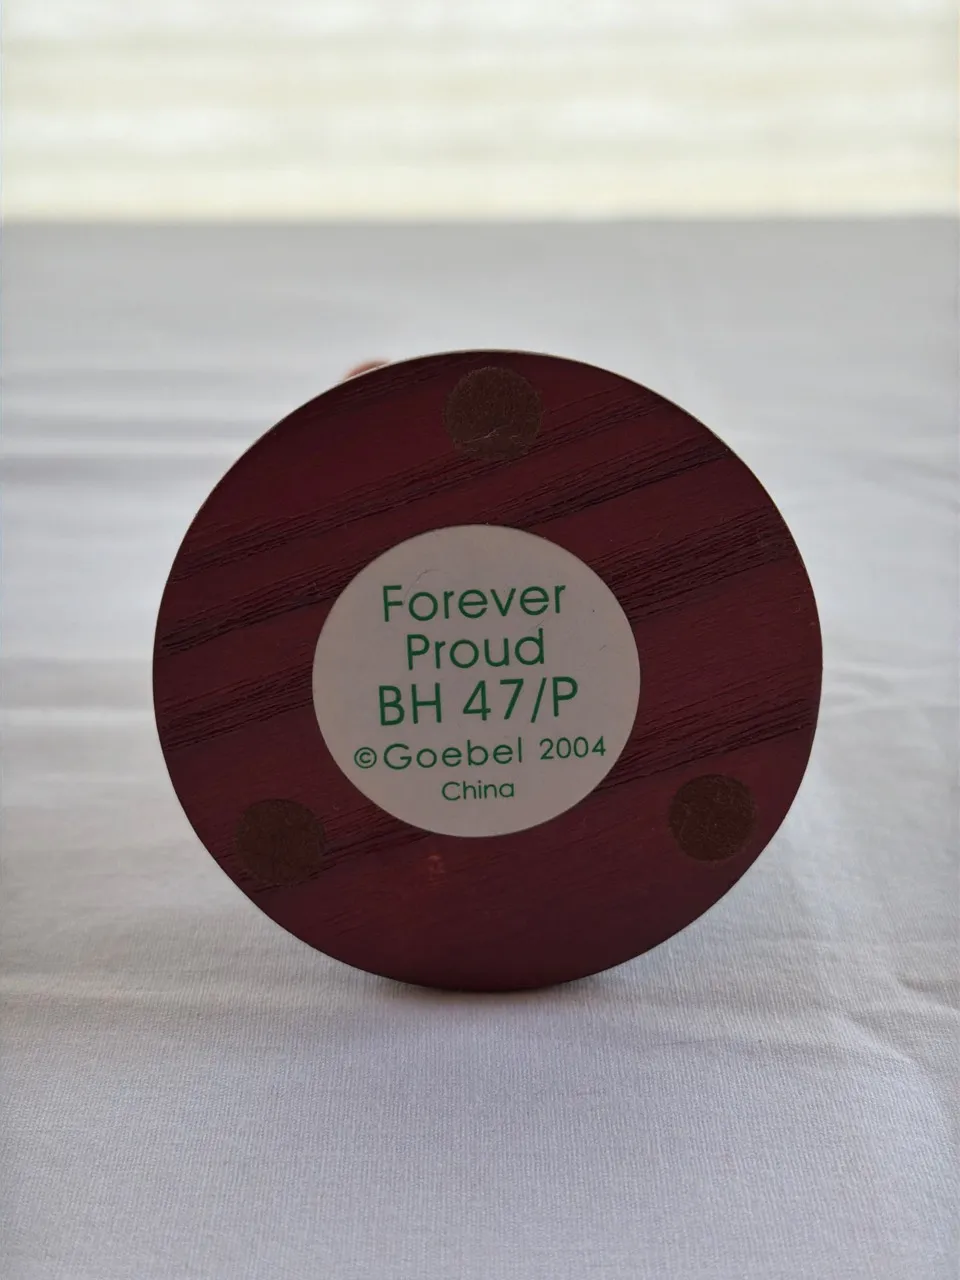 Forever
Proud
BH 47/P
©Goebel 2004
China